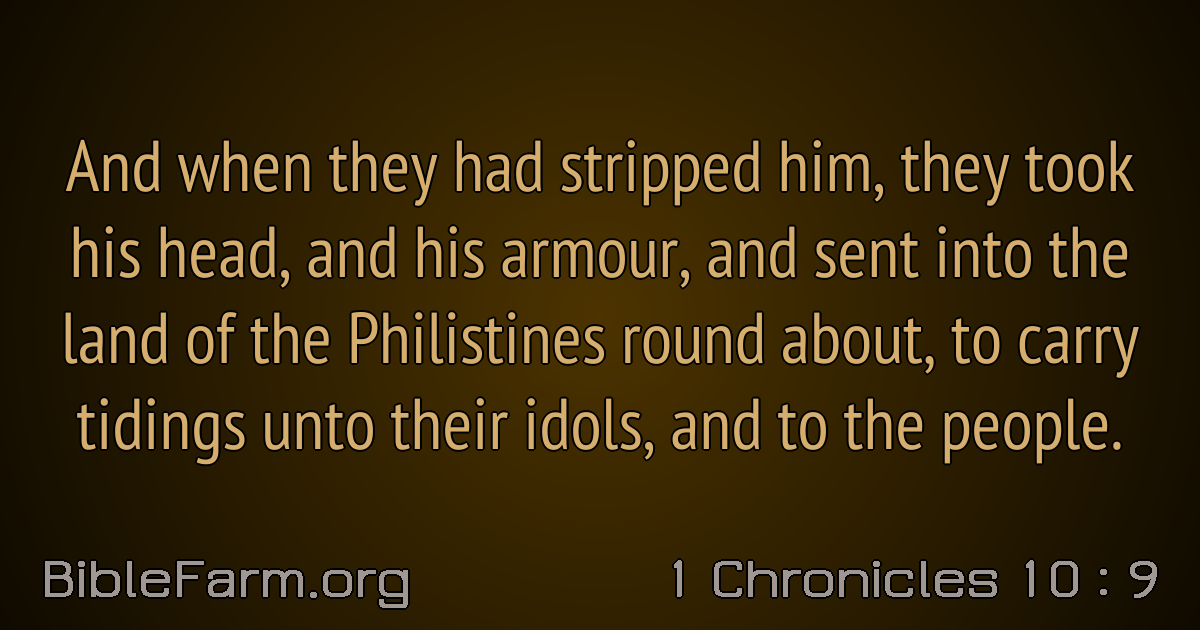 And when they had stripped him, they took
his head, and his armour, and sent into the
land of the Philistines round about, to carry
tidings unto their idols, and to the people.
BibleFarm.org
1 Chronicles 10 : 9